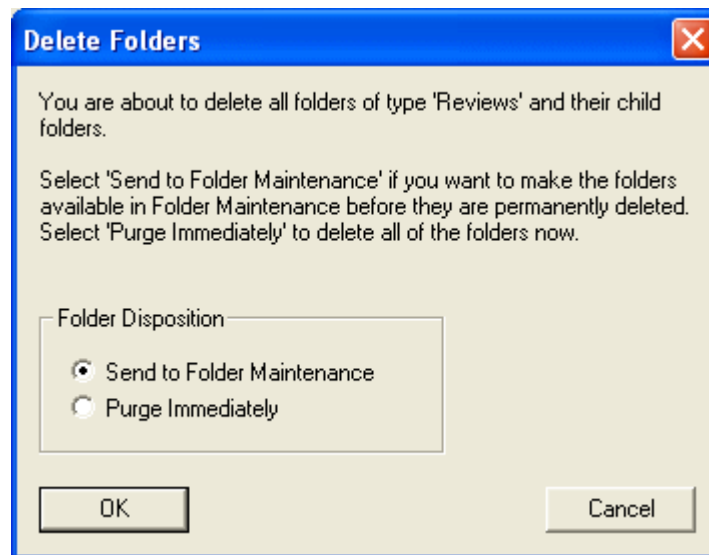 Delete Folders
You are about to delete all folders of type 'Reviews' and their child
folders.
Select 'Send to Folder Maintenance' if you want to make the folders
available in Folder Maintenance before they are permanently deleted.
Select 'Purge Immediately' to delete all of the folders now.
Folder Disposition
Send to Folder Maintenance
Purge Immediately
OK
Cancel